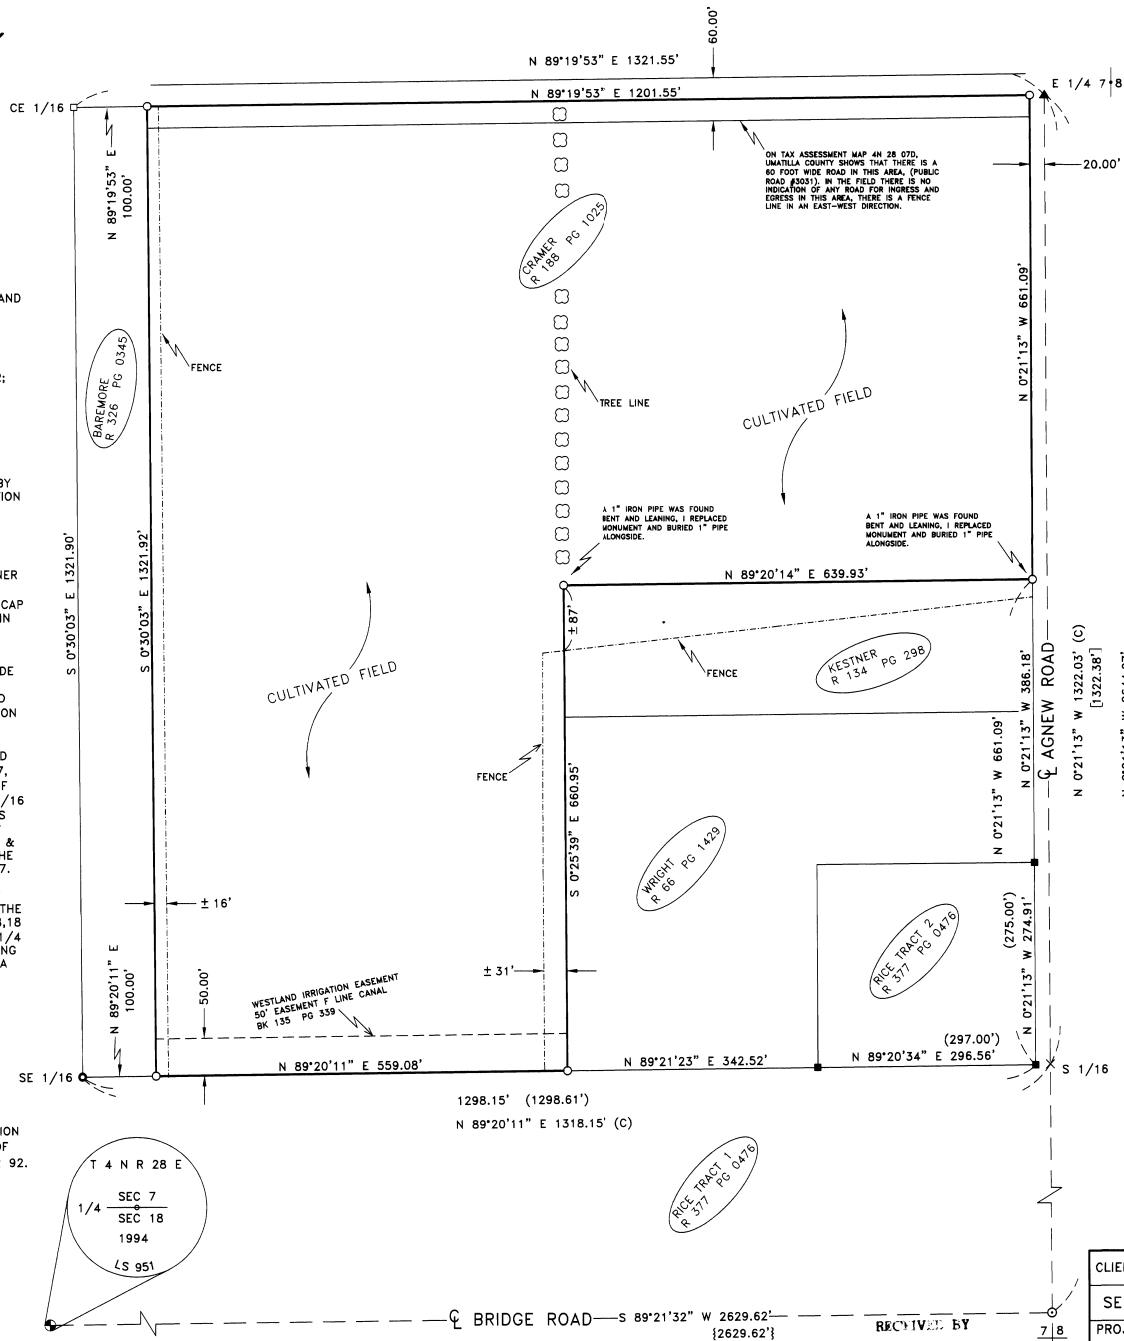 60.00'
N 89°19'53" E 1321.55'
N 89°19'53" E 1201.55'
CE 1/16
E 1/4 7 8
N 89°19'53" E
100.00'
20.00'
ON TAX ASSESSMENT MAP 4N 28 07D,
UMATILLA COUNTY SHOWS THAT THERE IS A
60 FOOT WIDE ROAD IN THIS AREA, (PUBLIC
ROAD #3031). IN THE FIELD THERE IS NO
INDICATION OF ANY ROAD FOR INGRESS AND
EGRESS IN THIS AREA, THERE IS A FENCE
LINE IN AN EAST-WEST DIRECTION.
CRAMER
R 188 PG 1025
AND
BAREMORE
R 326 PG 0345
FENCE
TREE LINE
CULTIVATED FIELD
N 0°21'13" W 661.09'
BY
TION
S 0°30'03" E 1321.90'
S 0°30'03" E 1321.92'
A 1" IRON PIPE WAS FOUND
BENT AND LEANING, I REPLACED
MONUMENT AND BURIED 1" PIPE
ALONGSIDE.
A 1" IRON PIPE WAS FOUND
BENT AND LEANING, I REPLACED
MONUMENT AND BURIED 1" PIPE
ALONGSIDE.
NER
CAP
IN
N 89°20'14" E 639.93'
±87'
DE
D
ION
CULTIVATED FIELD
FENCE
KESTNER
R 134 PG 298
N 0°21'13" W 386.18'
℄ AGNEW ROAD
N 0°21'13" W 1322.03' (C)
[1322.38']
D
7,
F
/16
S
&
HE
7.
FENCE
S 0°25'39" E 660.95'
N 0°21'13" W 661.09'
WRIGHT
R 66 PG 1429
THE
,18
1/4
NG
A
± 16'
RICE TRACT 2
R 377 PG 0476
(275.00')
N 0°21'13" W 274.91'
± 31'
N 89°20'11" E
100.00'
50.00'
WESTLAND IRRIGATION EASEMENT
50' EASEMENT F LINE CANAL
BK 135 PG 339
(297.00')
N 89°20'11" E 559.08'
N 89°21'23" E 342.52'
N 89°20'34" E 296.56'
SE 1/16
S 1/16
1298.15' (1298.61')
N 89°20'11" E 1318.15' (C)
ION
OF
92.
RICE TRACT 1
R 377 PG 0476
T 4 N R 28 E
SEC 7
1/4
SEC 18
1994
LS 951
CLIE
SE
PRO
℄ BRIDGE ROAD
S 89°21'32" W 2629.62'
{2629.62'}
RECEIVED BY
7 8